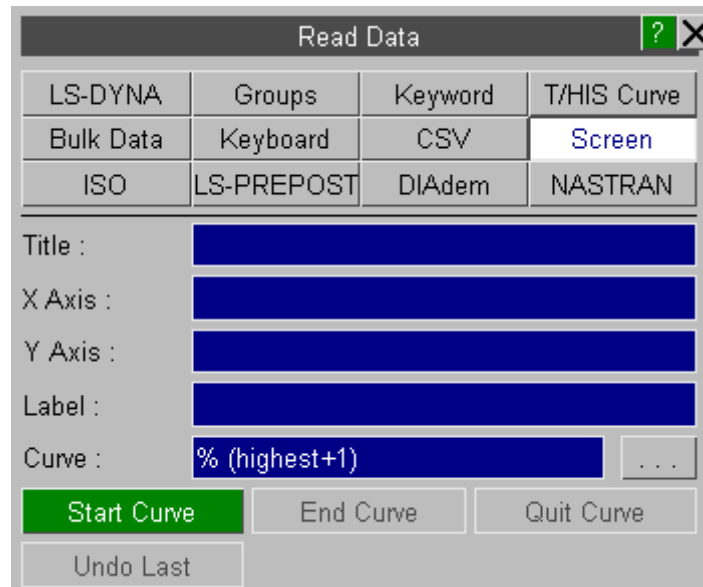 Read Data ?
LS-DYNA Groups Keyword T/HIS Curve
Bulk Data Keyboard CSV Screen
ISO LS-PREPOST DIAdem NASTRAN
Title :
X Axis :
Y Axis :
Label :
Curve : % (highest+1) . . .
Start Curve End Curve Quit Curve
Undo Last